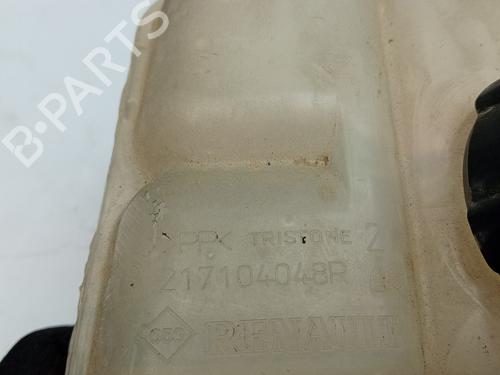 B-PARTS
PPK TRISTONE 2
217104048R
RENAULT